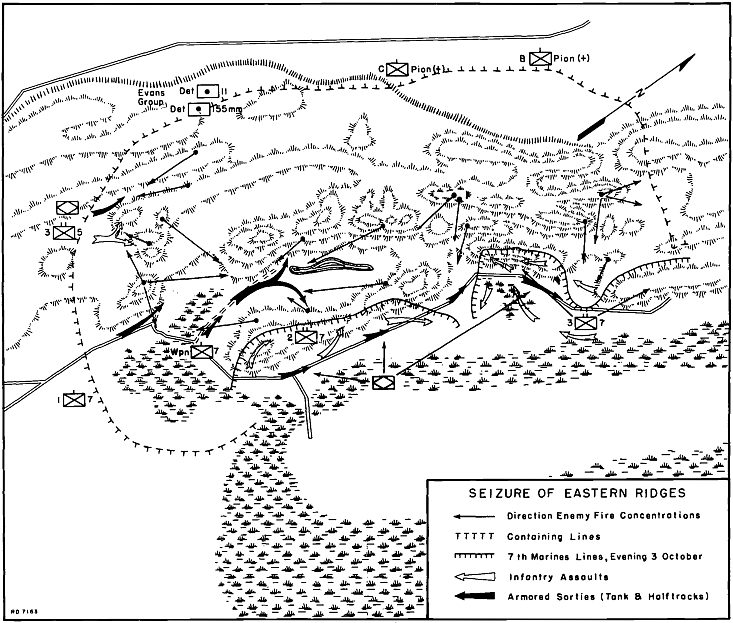 B Pion (+)
C Pion (+)
Evans Det 11
Group
Det 155mm
N
3 5
2 7
3 7
Wpn 7
1 7
SEIZURE OF EASTERN RIDGES
Direction Enemy Fire Concentrations
Containing Lines
7th Marines Lines, Evening 3 October
Infantry Assaults
Armored Sorties (Tank & Halftracks)
RD 7163